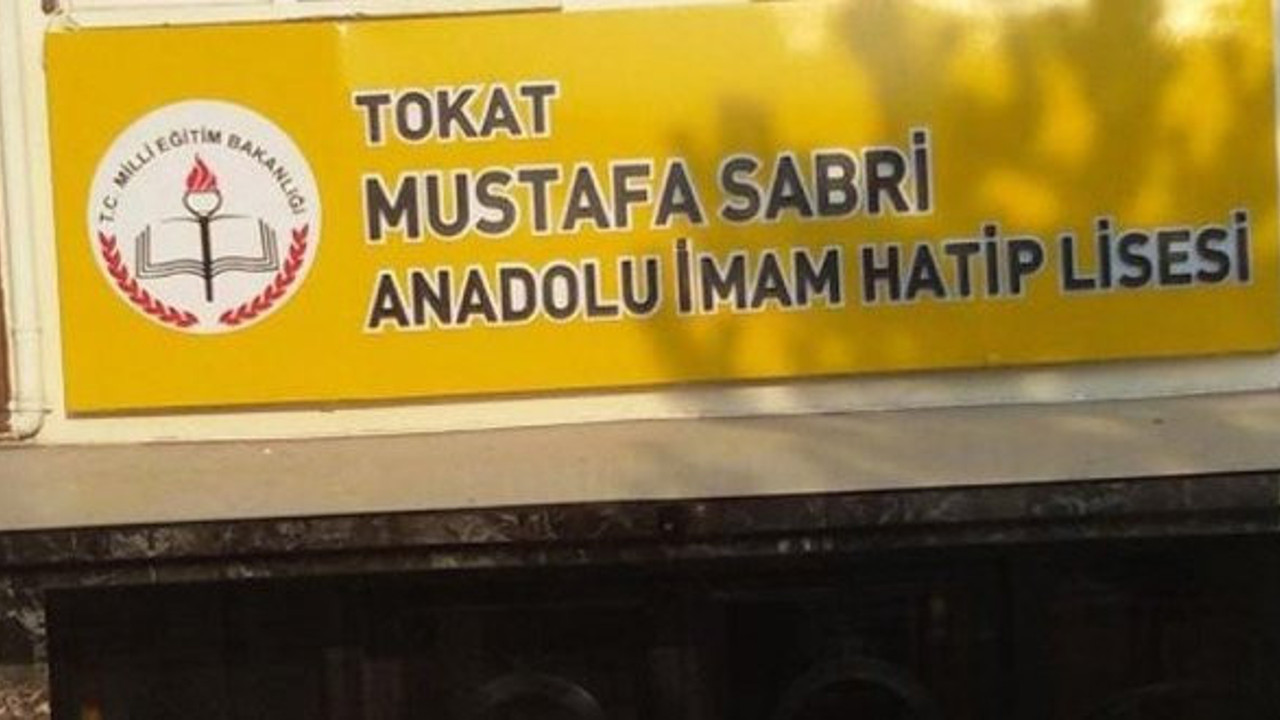 T.C. MİLLİ EĞİTİM BAKANLIĞI
TOKAT
MUSTAFA SABRİ
ANADOLU İMAM HATİP LİSESİ